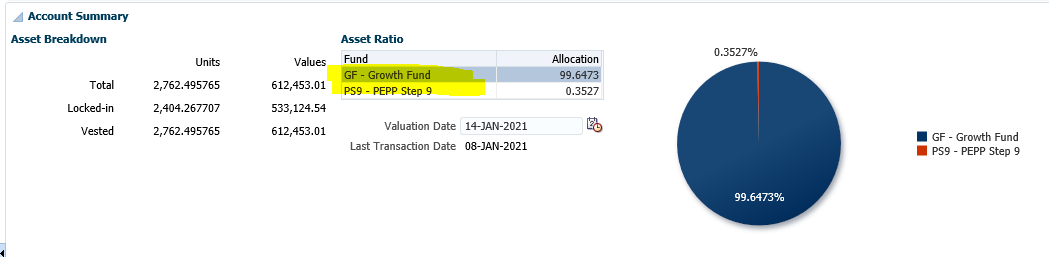 Account Summary
Asset Breakdown
Units Values
Total 2,762.495765 612,453.01
Locked-in 2,404.267707 533,124.54
Vested 2,762.495765 612,453.01
Asset Ratio
Fund Allocation
GF - Growth Fund 99.6473
PS9 - PEPP Step 9 0.3527
Valuation Date 14-JAN-2021
Last Transaction Date 08-JAN-2021
0.3527%
99.6473%
GF - Growth Fund
PS9 - PEPP Step 9